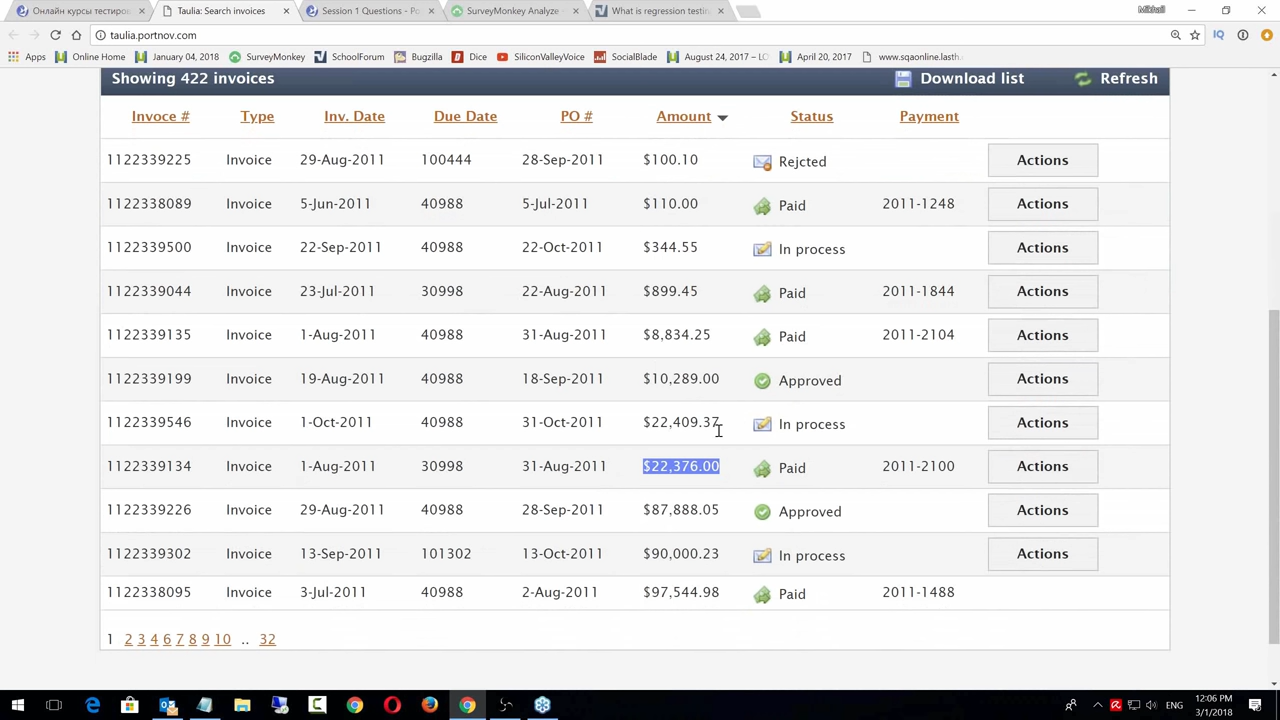 Онлайн курсы тестиров
Taulia: Search invoices
Session 1 Questions - Po
SurveyMonkey Analyze -
What is regression testin
Mikhail
taulia.portnov.com
Apps
Online Home
January 04, 2018
SurveyMonkey
SchoolForum
Bugzilla
Dice
SiliconValleyVoice
SocialBlade
August 24, 2017 – LO
April 20, 2017
www.sqaonline.lasth
Showing 422 invoices
Download list
Refresh
Invoce # Type Inv. Date Due Date PO # Amount Status Payment
1122339225 Invoice 29-Aug-2011 100444 28-Sep-2011 $100.10 Rejcted Actions
1122338089 Invoice 5-Jun-2011 40988 5-Jul-2011 $110.00 Paid 2011-1248 Actions
1122339500 Invoice 22-Sep-2011 40988 22-Oct-2011 $344.55 In process Actions
1122339044 Invoice 23-Jul-2011 30998 22-Aug-2011 $899.45 Paid 2011-1844 Actions
1122339135 Invoice 1-Aug-2011 40988 31-Aug-2011 $8,834.25 Paid 2011-2104 Actions
1122339199 Invoice 19-Aug-2011 40988 18-Sep-2011 $10,289.00 Approved Actions
1122339546 Invoice 1-Oct-2011 40988 31-Oct-2011 $22,409.37 In process Actions
1122339134 Invoice 1-Aug-2011 30998 31-Aug-2011 $22,376.00 Paid 2011-2100 Actions
1122339226 Invoice 29-Aug-2011 40988 28-Sep-2011 $87,888.05 Approved Actions
1122339302 Invoice 13-Sep-2011 101302 13-Oct-2011 $90,000.23 In process Actions
1122338095 Invoice 3-Jul-2011 40988 2-Aug-2011 $97,544.98 Paid 2011-1488
1 2 3 4 5 6 7 8 9 10 .. 32
ENG
12:06 PM
3/1/2018